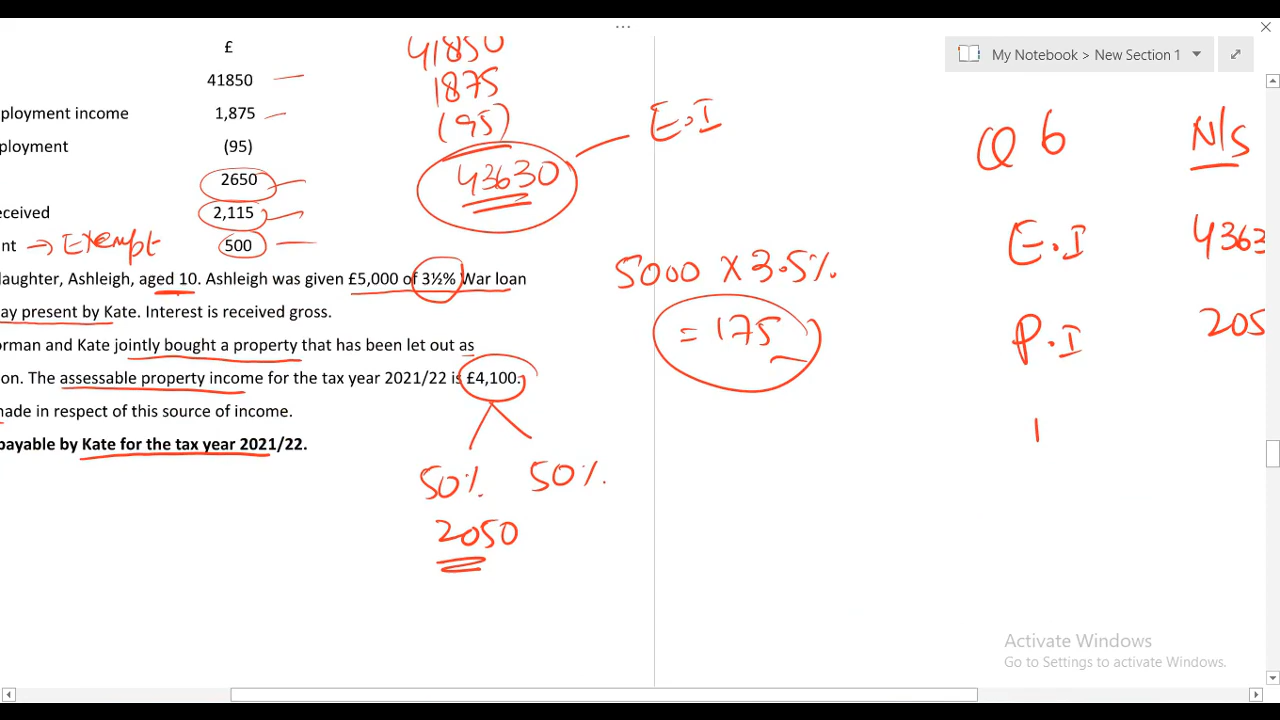 My Notebook > New Section 1
£
41850
ployment income 1,875
ployment (95)
2650
eceived 2,115
nt → Exempt 500
laughter, Ashleigh, aged 10. Ashleigh was given £5,000 of 3½% War loan
ay present by Kate. Interest is received gross.
orman and Kate jointly bought a property that has been let out as
on. The assessable property income for the tax year 2021/22 is £4,100.
nade in respect of this source of income.
payable by Kate for the tax year 2021/22.
41850
1875
(95)
43630
E.I
5000 x 3.5%
= 175
50% 50%
2050
Q 6 N/s
E.I 4363
P.I 205
Activate Windows
Go to Settings to activate Windows.